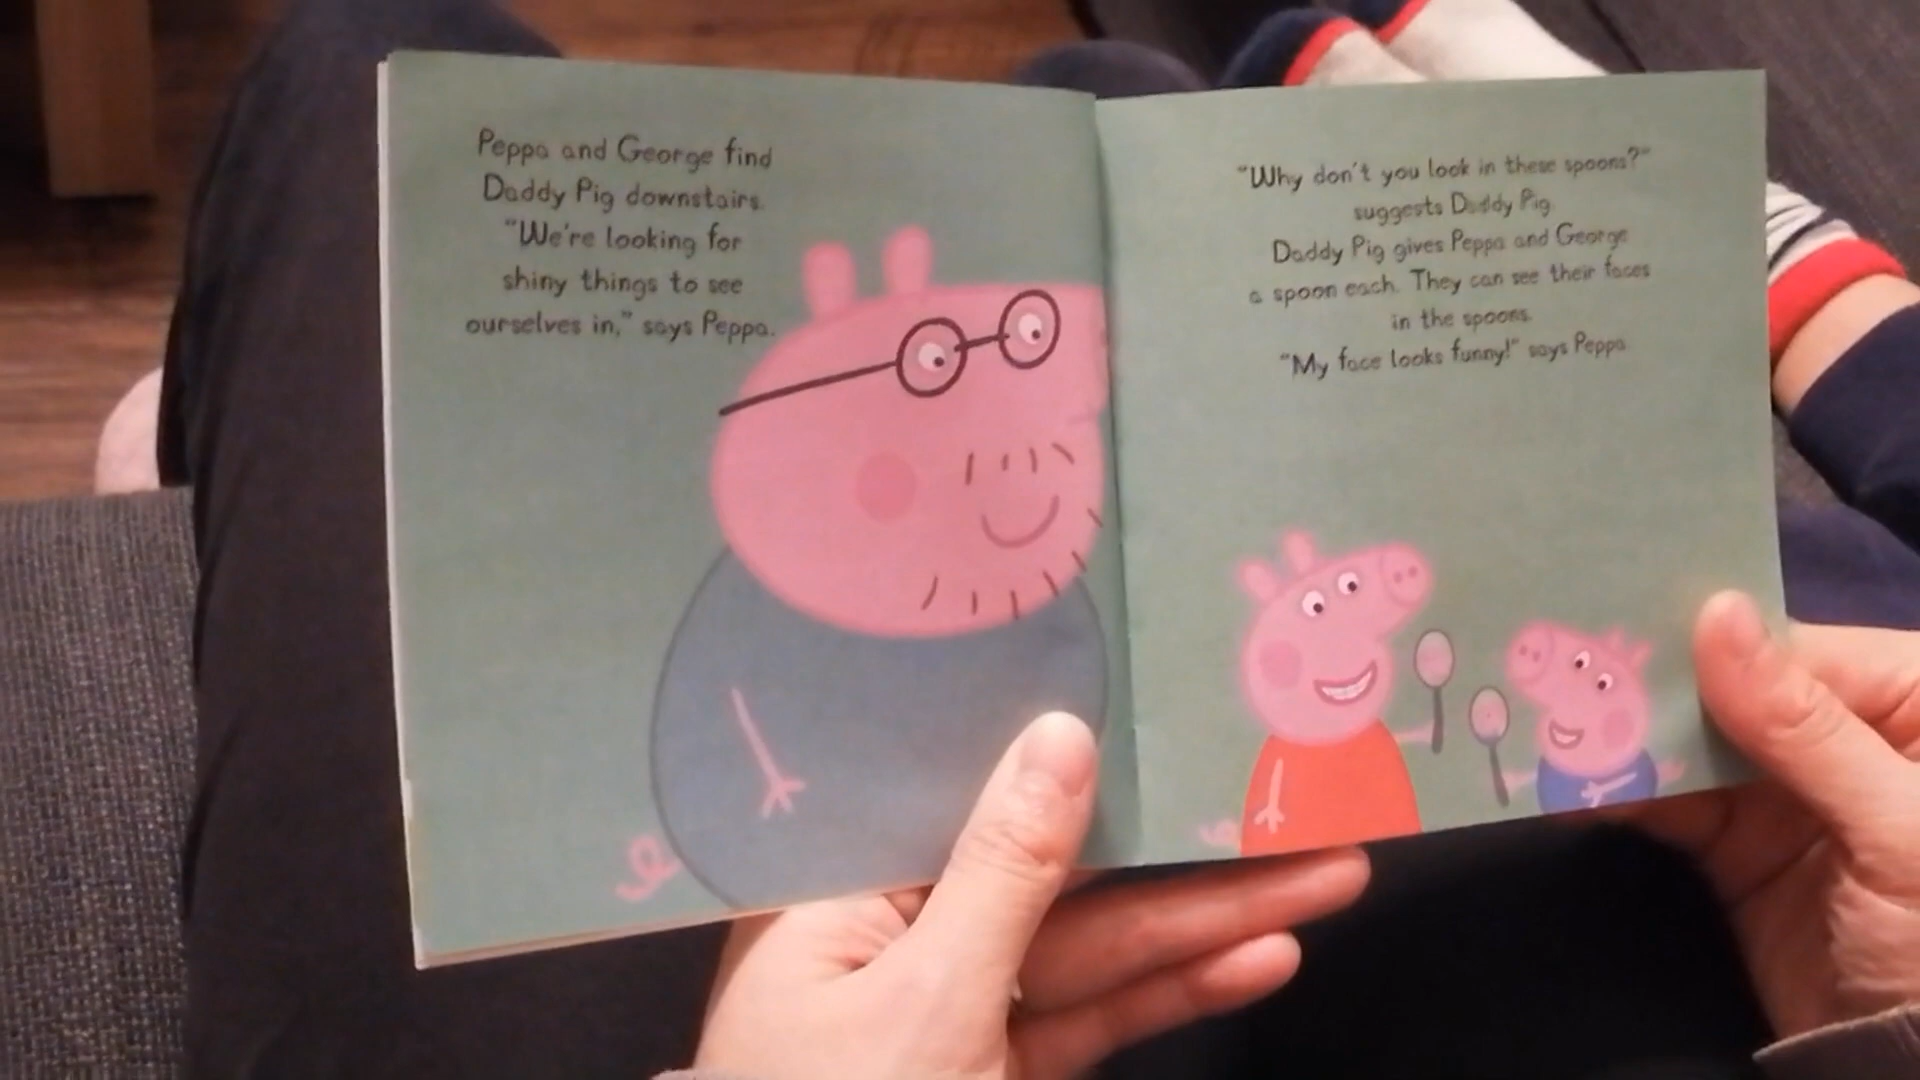 Peppa and George find
Daddy Pig downstairs.
"We're looking for
shiny things to see
ourselves in," says Peppa.
"Why don't you look in these spoons?"
suggests Daddy Pig.
Daddy Pig gives Peppa and George
a spoon each. They can see their faces
in the spoons.
"My face looks funny!" says Peppa.